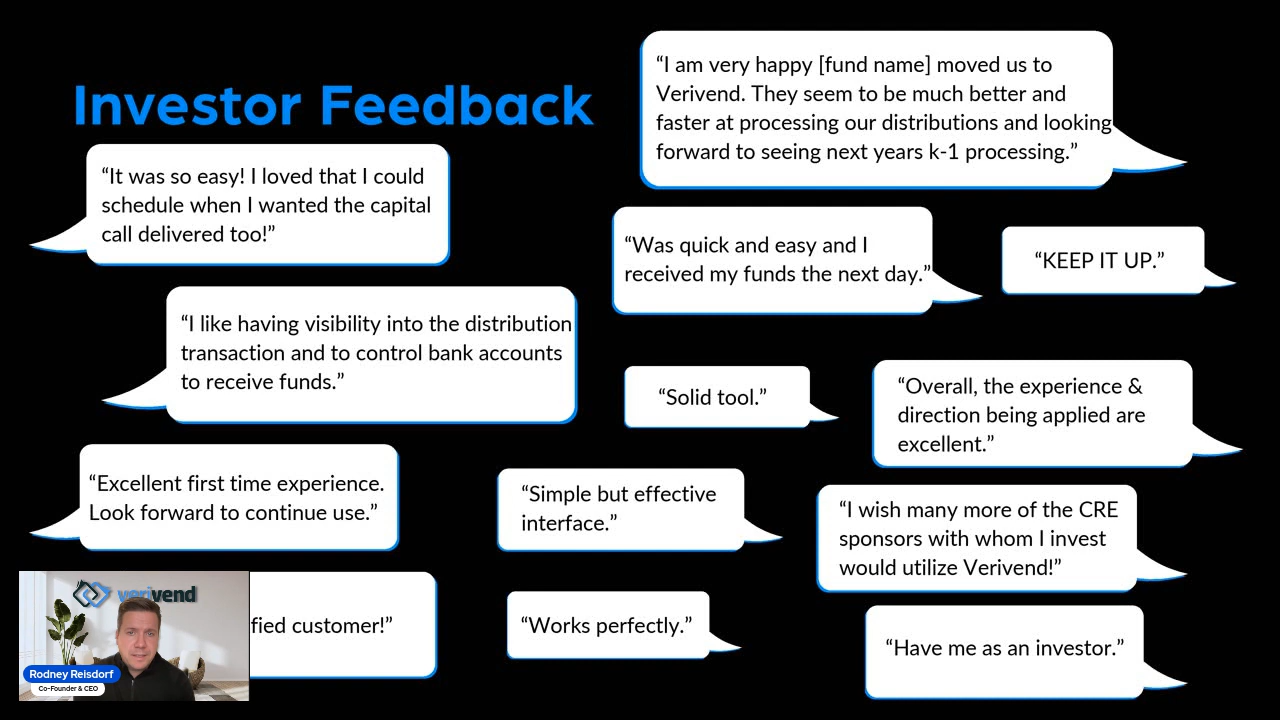 Investor Feedback
“I am very happy [fund name] moved us to
Verivend. They seem to be much better and
faster at processing our distributions and looking
forward to seeing next years k-1 processing.”
“It was so easy! I loved that I could
schedule when I wanted the capital
call delivered too!”
“Was quick and easy and I
received my funds the next day.”
“KEEP IT UP.”
“I like having visibility into the distribution
transaction and to control bank accounts
to receive funds.”
“Solid tool.”
“Overall, the experience &
direction being applied are
excellent.”
“Excellent first time experience.
Look forward to continue use.”
“Simple but effective
interface.”
“I wish many more of the CRE
sponsors with whom I invest
would utilize Verivend!”
fied customer!”
“Works perfectly.”
“Have me as an investor.”
verivend
Rodney Reisdorf
Co-Founder & CEO